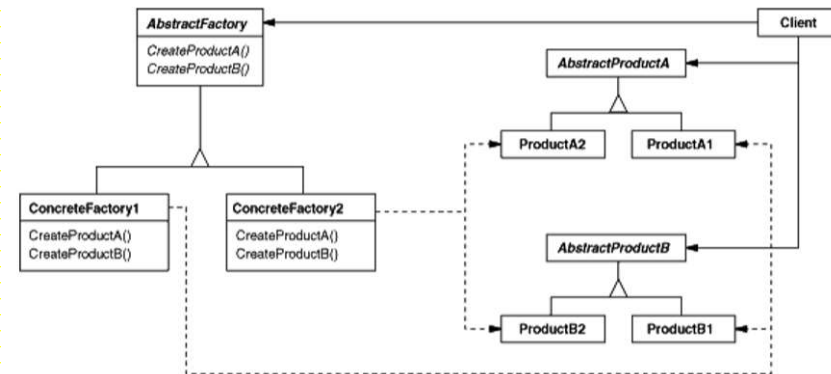 AbstractFactory
CreateProductA()
CreateProductB()
Client
AbstractProductA
ProductA2
ProductA1
ConcreteFactory1
CreateProductA()
CreateProductB()
ConcreteFactory2
CreateProductA()
CreateProductB()
AbstractProductB
ProductB2
ProductB1